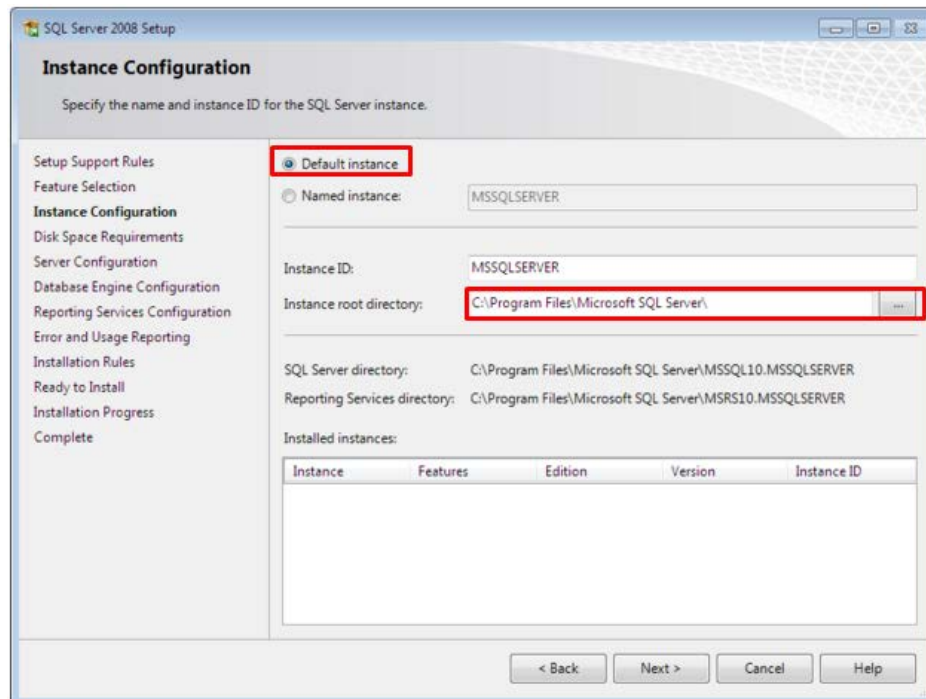 SQL Server 2008 Setup
Instance Configuration
Specify the name and instance ID for the SQL Server instance.
Setup Support Rules
Feature Selection
Instance Configuration
Disk Space Requirements
Server Configuration
Database Engine Configuration
Reporting Services Configuration
Error and Usage Reporting
Installation Rules
Ready to Install
Installation Progress
Complete
Default instance
Named instance: MSSQLSERVER
Instance ID: MSSQLSERVER
Instance root directory: C:\Program Files\Microsoft SQL Server\ ...
SQL Server directory: C:\Program Files\Microsoft SQL Server\MSSQL10.MSSQLSERVER
Reporting Services directory: C:\Program Files\Microsoft SQL Server\MSRS10.MSSQLSERVER
Installed instances:
Instance Features Edition Version Instance ID
< Back Next > Cancel Help